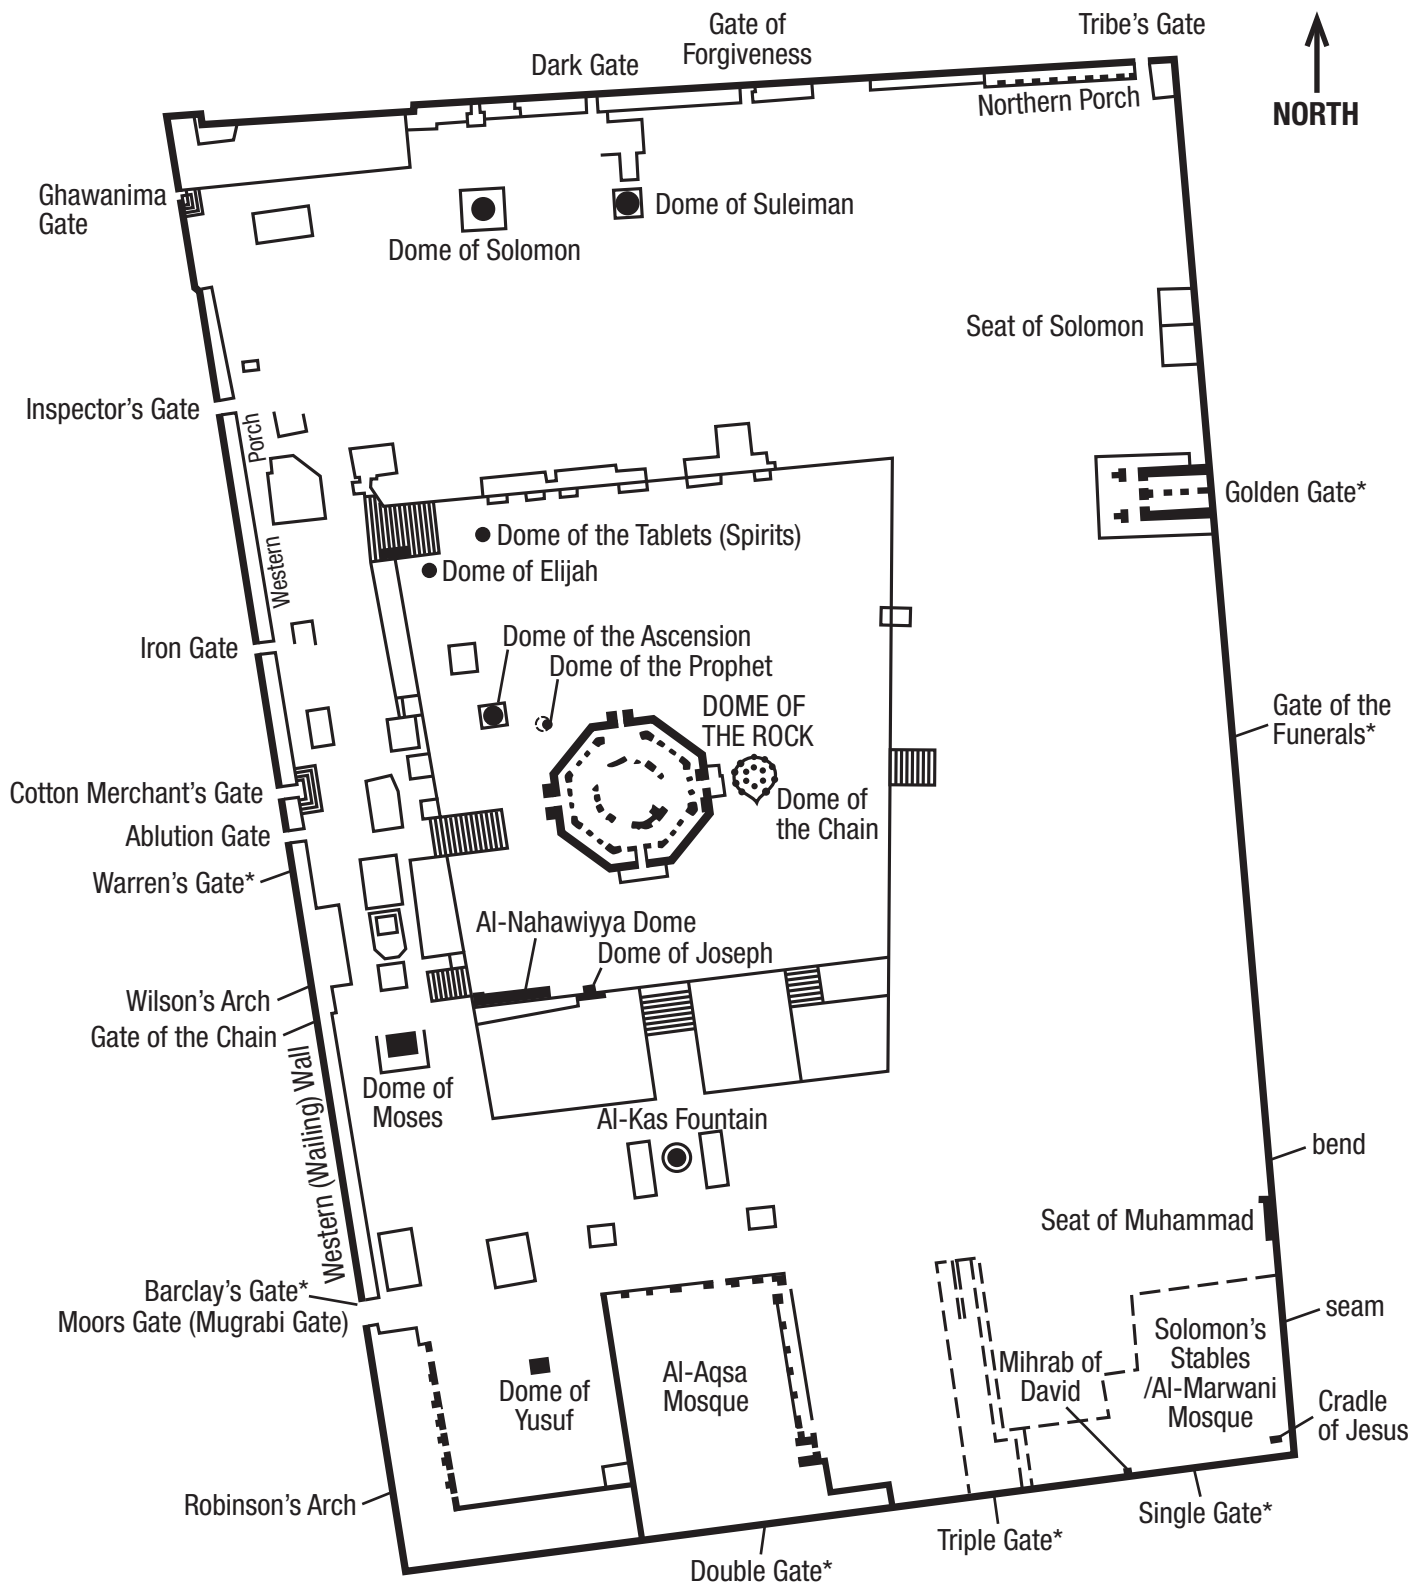 Gate of
Forgiveness
Tribe's Gate
Dark Gate
Northern Porch
NORTH
Ghawanima
Gate
Dome of Suleiman
Dome of Solomon
Seat of Solomon
Inspector's Gate
Western Porch
Golden Gate*
Dome of the Tablets (Spirits)
Dome of Elijah
Iron Gate
Dome of the Ascension
Dome of the Prophet
DOME OF
THE ROCK
Gate of the
Funerals*
Cotton Merchant's Gate
Dome of
the Chain
Ablution Gate
Warren's Gate*
Al-Nahawiyya Dome
Dome of Joseph
Wilson's Arch
Gate of the Chain
Western (Wailing) Wall
Dome of
Moses
Al-Kas Fountain
bend
Seat of Muhammad
Barclay's Gate*
Moors Gate (Mugrabi Gate)
seam
Solomon's
Stables
/Al-Marwani
Mosque
Mihrab of
David
Al-Aqsa
Mosque
Dome of
Yusuf
Cradle
of Jesus
Robinson's Arch
Single Gate*
Triple Gate*
Double Gate*